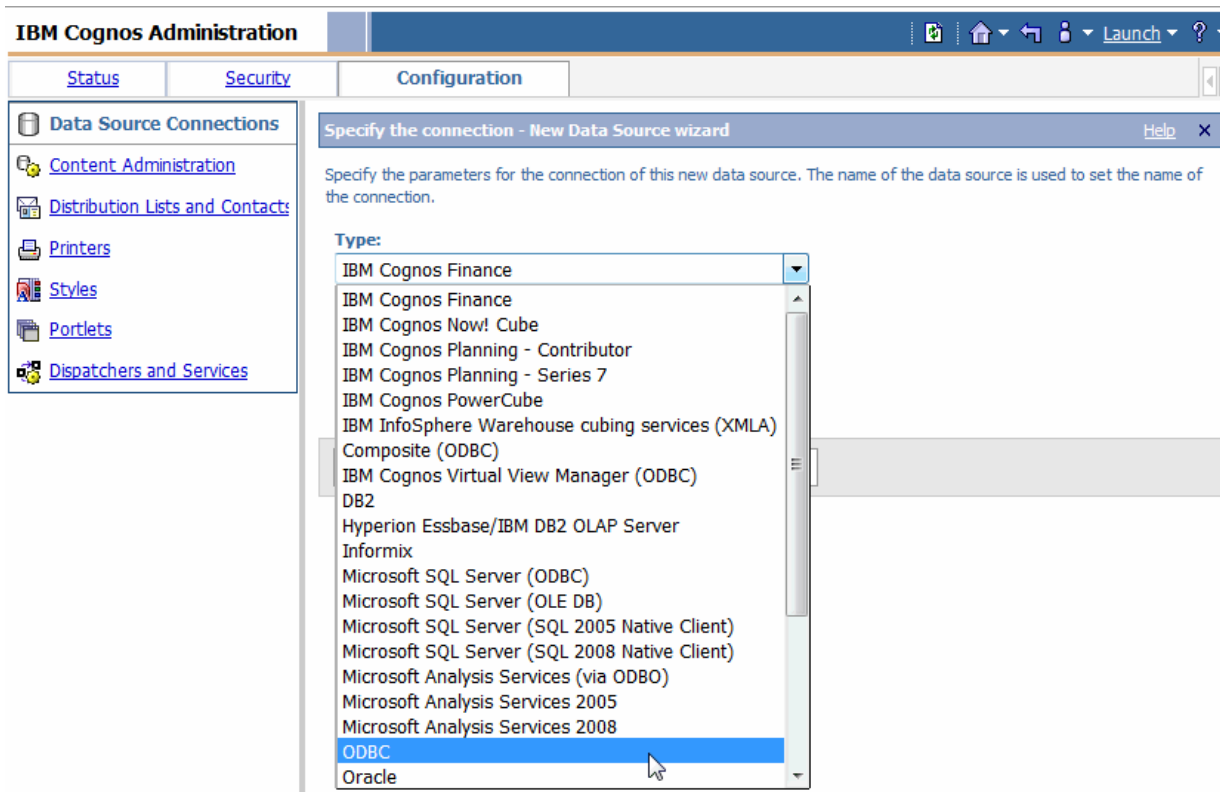 IBM Cognos Administration
Launch
?
Status
Security
Configuration
Data Source Connections
Content Administration
Distribution Lists and Contacts
Printers
Styles
Portlets
Dispatchers and Services
Specify the connection - New Data Source wizard
Help
Specify the parameters for the connection of this new data source. The name of the data source is used to set the name of
the connection.
Type:
IBM Cognos Finance
IBM Cognos Finance
IBM Cognos Now! Cube
IBM Cognos Planning - Contributor
IBM Cognos Planning - Series 7
IBM Cognos PowerCube
IBM InfoSphere Warehouse cubing services (XMLA)
Composite (ODBC)
IBM Cognos Virtual View Manager (ODBC)
DB2
Hyperion Essbase/IBM DB2 OLAP Server
Informix
Microsoft SQL Server (ODBC)
Microsoft SQL Server (OLE DB)
Microsoft SQL Server (SQL 2005 Native Client)
Microsoft SQL Server (SQL 2008 Native Client)
Microsoft Analysis Services (via ODBO)
Microsoft Analysis Services 2005
Microsoft Analysis Services 2008
ODBC
Oracle